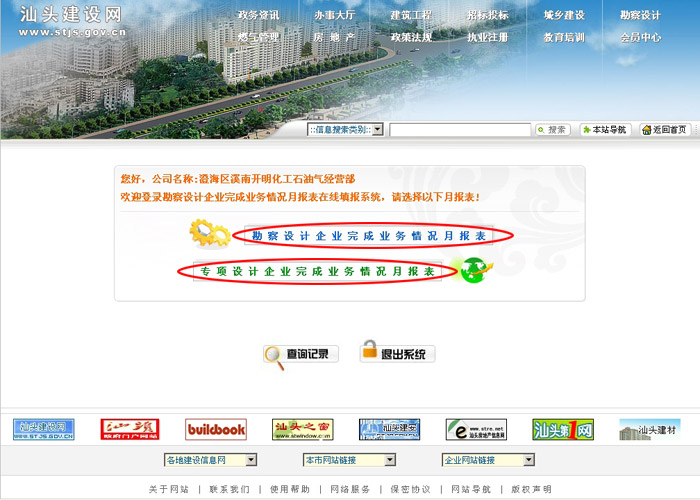 汕头建设网
www.stjs.gov.cn
政务资讯 办事大厅 建筑工程 招标投标 城乡建设 勘察设计
燃气管理 房 地 产 政策法规 执业注册 教育培训 会员中心
::信息搜索类别:: 搜索 本站导航 返回首页
您好，公司名称:澄海区溪南开明化工石油气经营部
欢迎登录勘察设计企业完成业务情况月报表在线填报系统，请选择以下月报表！
勘察设计企业完成业务情况月报表
专项设计企业完成业务情况月报表
查询记录 退出系统
汕头建设网 buildbook 汕头之窗 汕头建筑 www.stre.net 汕头第1网 汕头建材
WWW.STJS.GOV.CN 政府门户网站 www.stwindow.com 汕头房地产信息网
各地建设信息网 本市网站链接 企业网站链接
关于网站 | 联系我们 | 使用帮助 | 网络服务 | 保密协议 | 网站导航 | 版权声明